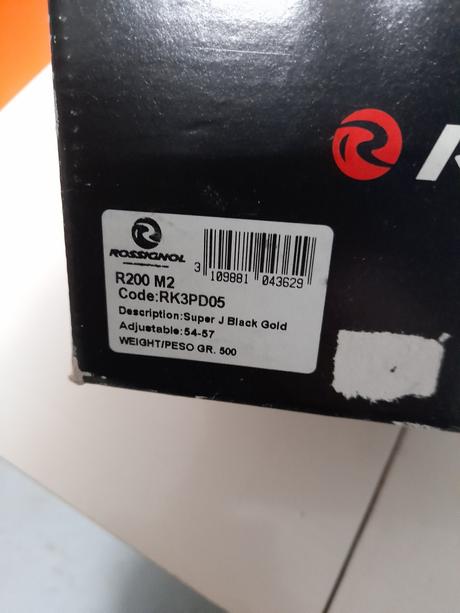 ROSSIGNOL
3 109881 043629
R200 M2
Code:RK3PD05
Description:Super J Black Gold
Adjustable:54-57
WEIGHT/PESO GR. 500